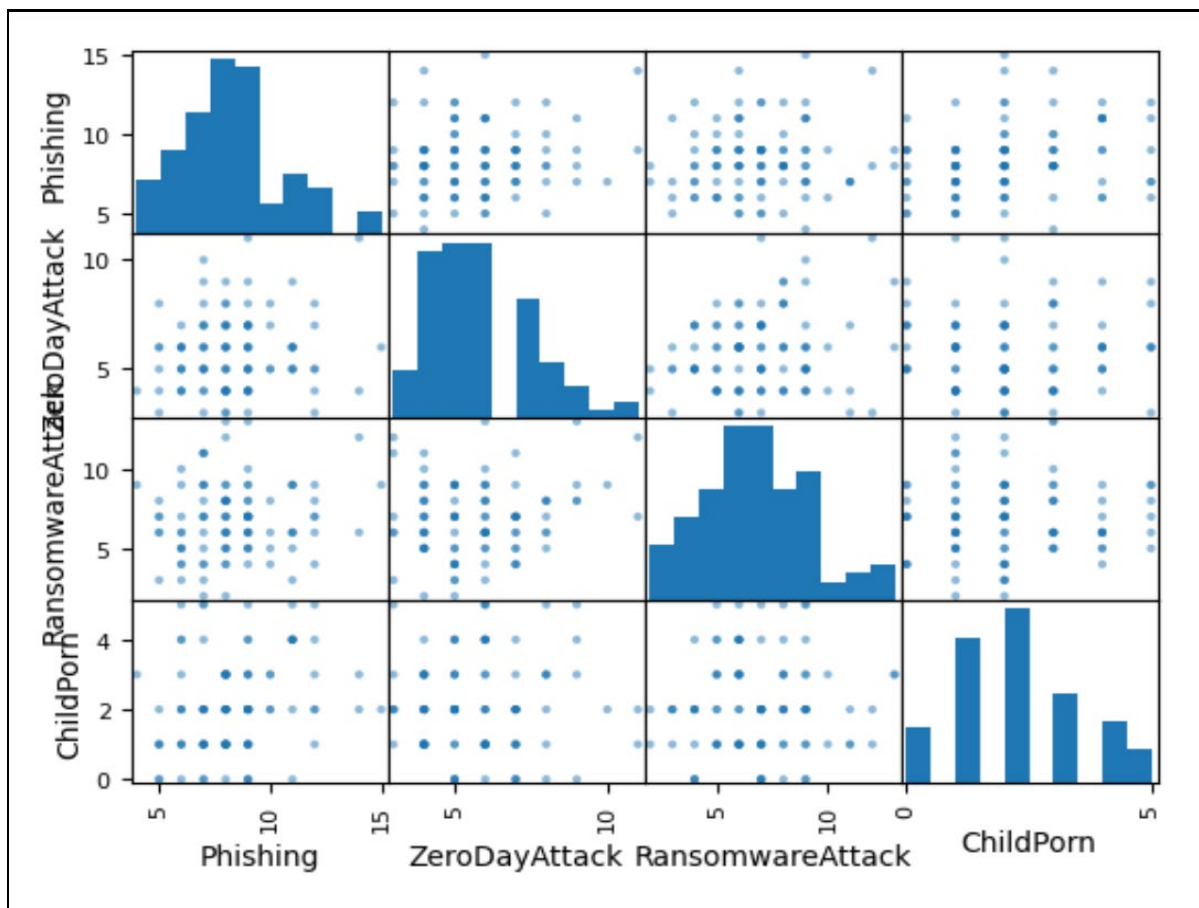 15
Phishing
10
5
ZeroDayAttack
10
5
RansomwareAttack
10
5
ChildPorn
4
2
0
5 10 15 5 10 5 10 0 5
Phishing ZeroDayAttack RansomwareAttack ChildPorn